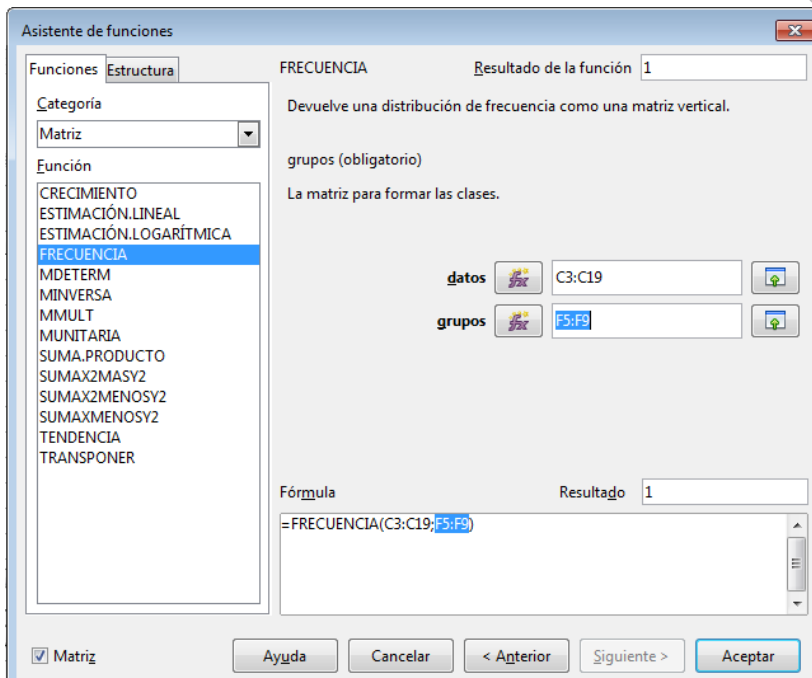 Asistente de funciones
Funciones Estructura
FRECUENCIA Resultado de la función 1
Categoría
Devuelve una distribución de frecuencia como una matriz vertical.
Matriz
Función
grupos (obligatorio)
La matriz para formar las clases.
CRECIMIENTO
ESTIMACIÓN.LINEAL
ESTIMACIÓN.LOGARÍTMICA
FRECUENCIA
MDETERM
MINVERSA
MMULT
MUNITARIA
SUMA.PRODUCTO
SUMAX2MASY2
SUMAX2MENOSY2
SUMAXMENOSY2
TENDENCIA
TRANSPONER
datos fx C3:C19
grupos fx F5:F9
Fórmula Resultado 1
=FRECUENCIA(C3:C19;F5:F9)
Matriz Ayuda Cancelar < Anterior Siguiente > Aceptar